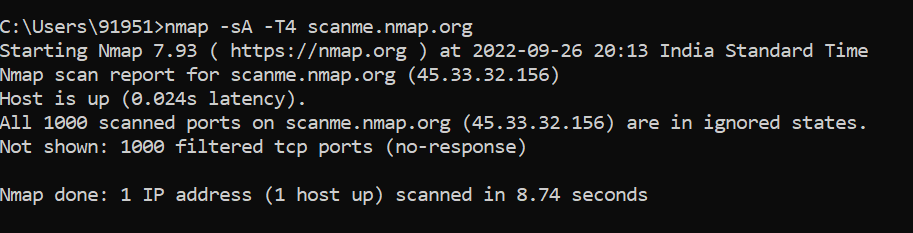 C:\Users\91951>nmap -sA -T4 scanme.nmap.org
Starting Nmap 7.93 ( https://nmap.org ) at 2022-09-26 20:13 India Standard Time
Nmap scan report for scanme.nmap.org (45.33.32.156)
Host is up (0.024s latency).
All 1000 scanned ports on scanme.nmap.org (45.33.32.156) are in ignored states.
Not shown: 1000 filtered tcp ports (no-response)
Nmap done: 1 IP address (1 host up) scanned in 8.74 seconds